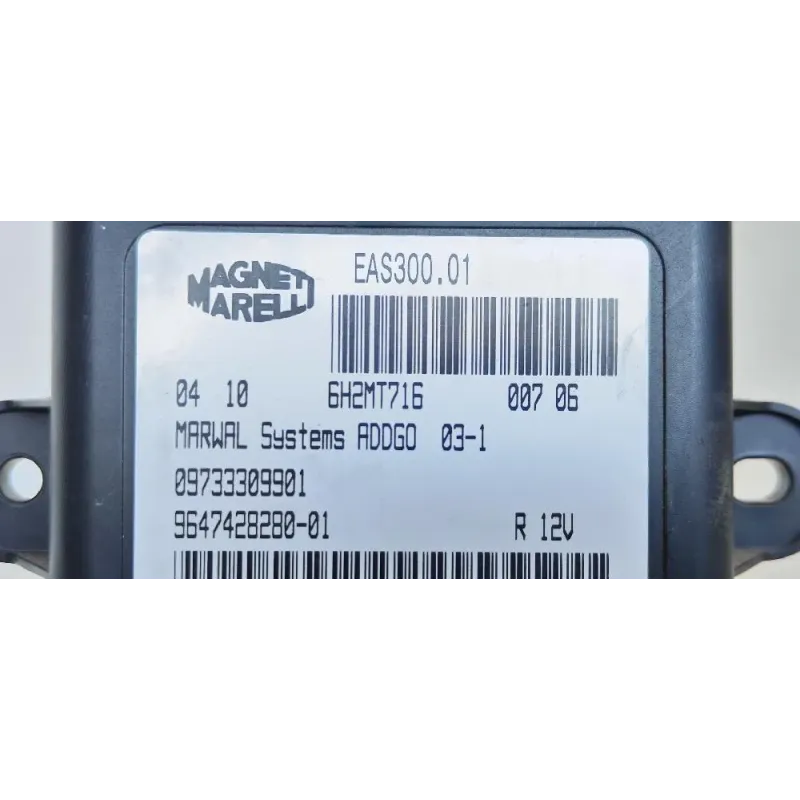 MAGNETI
MARELLI
EAS300.01
04 10 6H2MT716 007 06
MARWAL Systems ADDGO 03-1
09733309901
9647428280-01 R 12V